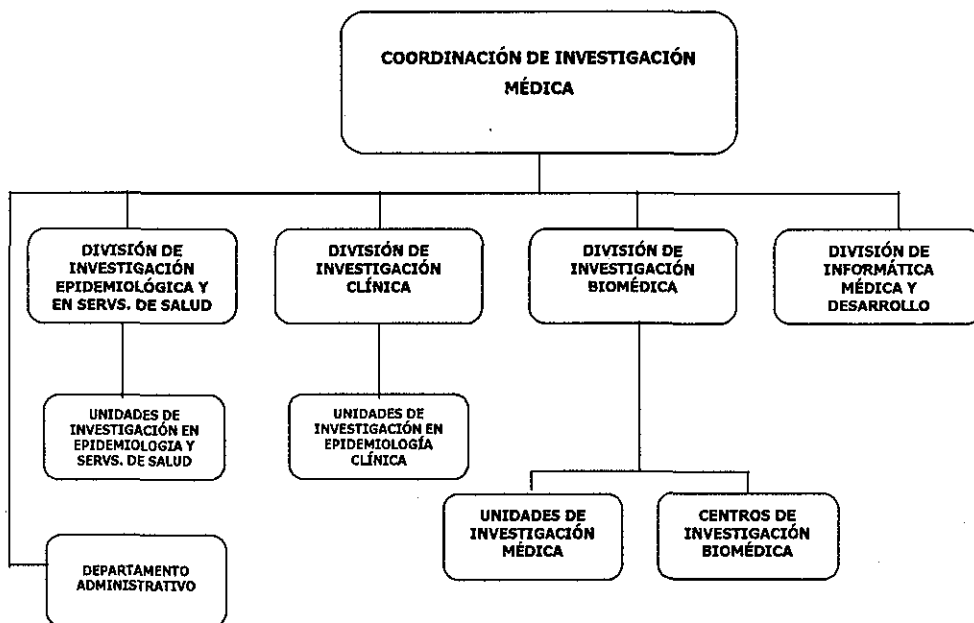 COORDINACIÓN DE INVESTIGACIÓN
MÉDICA
DIVISIÓN DE
INVESTIGACIÓN
EPIDEMIOLÓGICA Y
EN SERVS. DE SALUD
DIVISIÓN DE
INVESTIGACIÓN
CLÍNICA
DIVISIÓN DE
INVESTIGACIÓN
BIOMÉDICA
DIVISIÓN DE
INFORMÁTICA
MÉDICA Y
DESARROLLO
UNIDADES DE
INVESTIGACIÓN EN
EPIDEMIOLOGIA Y
SERVS. DE SALUD
UNIDADES DE
INVESTIGACIÓN EN
EPIDEMIOLOGÍA
CLÍNICA
UNIDADES DE
INVESTIGACIÓN
MÉDICA
CENTROS DE
INVESTIGACIÓN
BIOMÉDICA
DEPARTAMENTO
ADMINISTRATIVO